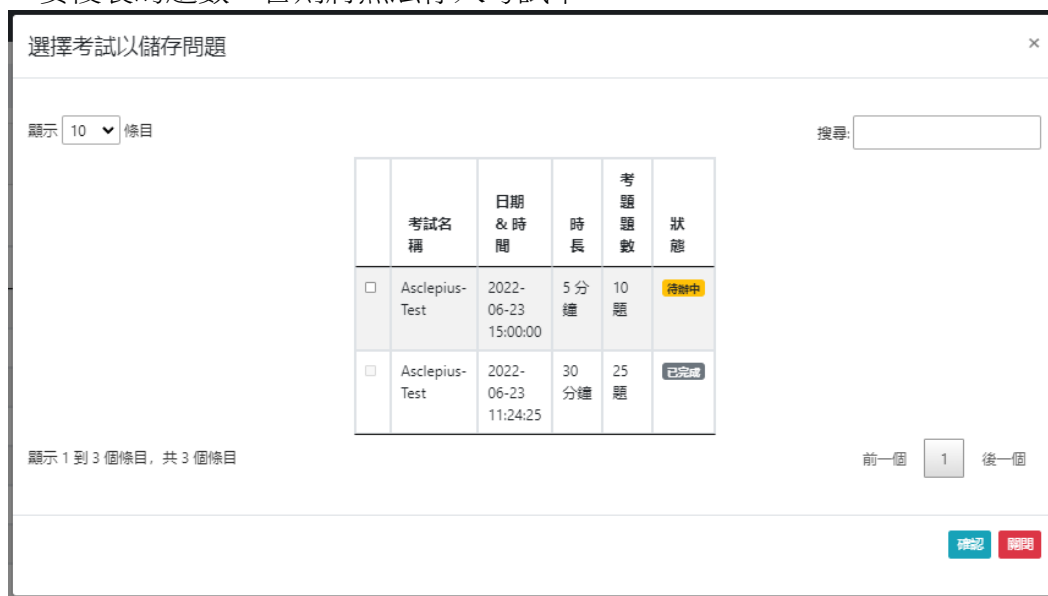 選擇考試以儲存問題
×
顯示 10 條目
搜尋:
考試名稱
日期 & 時間
時長
考題題數
狀態
Asclepius-Test
2022-06-23 15:00:00
5 分鐘
10 題
待辦中
Asclepius-Test
2022-06-23 11:24:25
30 分鐘
25 題
已完成
顯示 1 到 3 個條目，共 3 個條目
前一個 1 後一個
確認 關閉